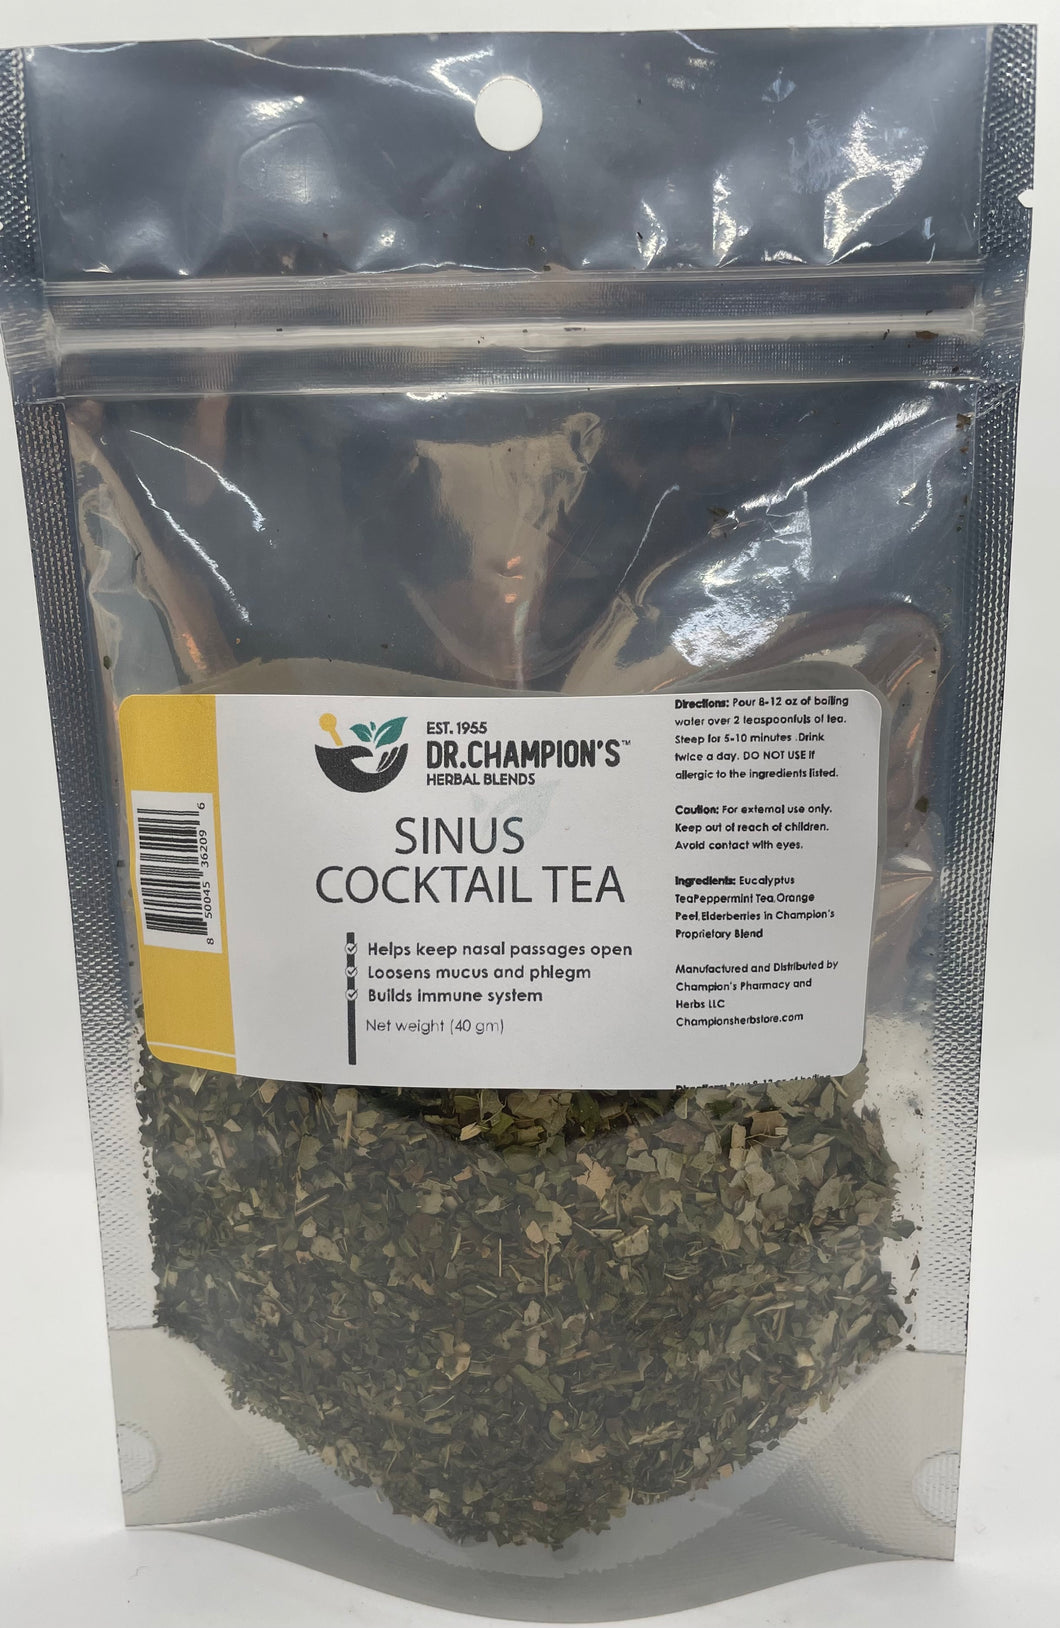 EST. 1955
DR.CHAMPION'S™
HERBAL BLENDS
SINUS
COCKTAIL TEA
Helps keep nasal passages open
Loosens mucus and phlegm
Builds immune system
Net weight (40 gm)
8 50045 36209 6
Directions: Pour 8-12 oz of boiling
water over 2 teaspoonfuls of tea.
Steep for 5-10 minutes .Drink
twice a day. DO NOT USE if
allergic to the ingredients listed.
Caution: For external use only.
Keep out of reach of children.
Avoid contact with eyes.
Ingredients: Eucalyptus
TeaPeppermint Tea,Orange
Peel,Elderberries in Champion's
Proprietary Blend
Manufactured and Distributed by
Champion's Pharmacy and
Herbs LLC
Championsherbstore.com